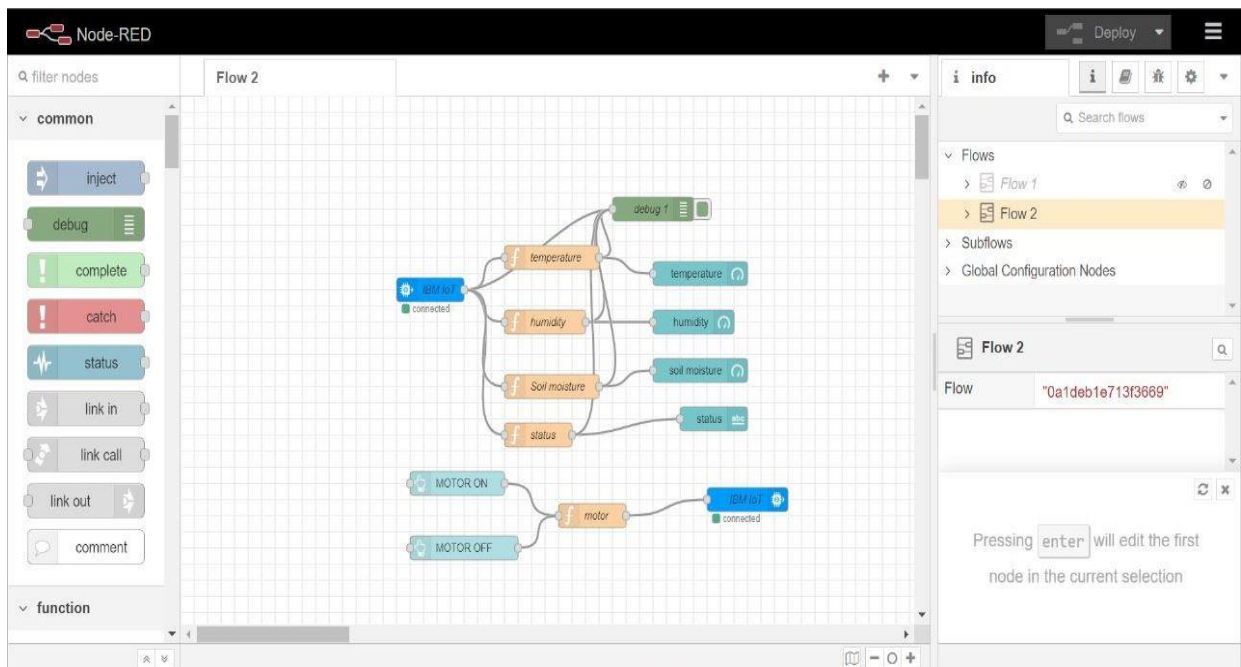 Node-RED
Deploy
filter nodes
Flow 2
i info
Search flows
common
inject
debug
complete
catch
status
link in
link call
link out
comment
function
debug 1
temperature
temperature
IBM IoT
connected
humidity
humidity
Soil moisture
soil moisture
status
status
abc
MOTOR ON
motor
IBM IoT
connected
MOTOR OFF
Flows
Flow 1
Flow 2
Subflows
Global Configuration Nodes
Flow 2
Flow "0a1deb1e713f3669"
Pressing enter will edit the first
node in the current selection